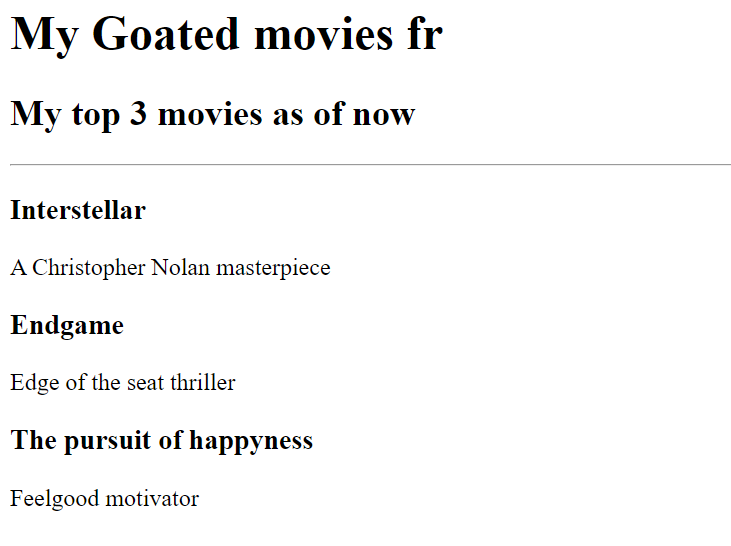 My Goated movies fr
My top 3 movies as of now
Interstellar
A Christopher Nolan masterpiece
Endgame
Edge of the seat thriller
The pursuit of happyness
Feelgood motivator